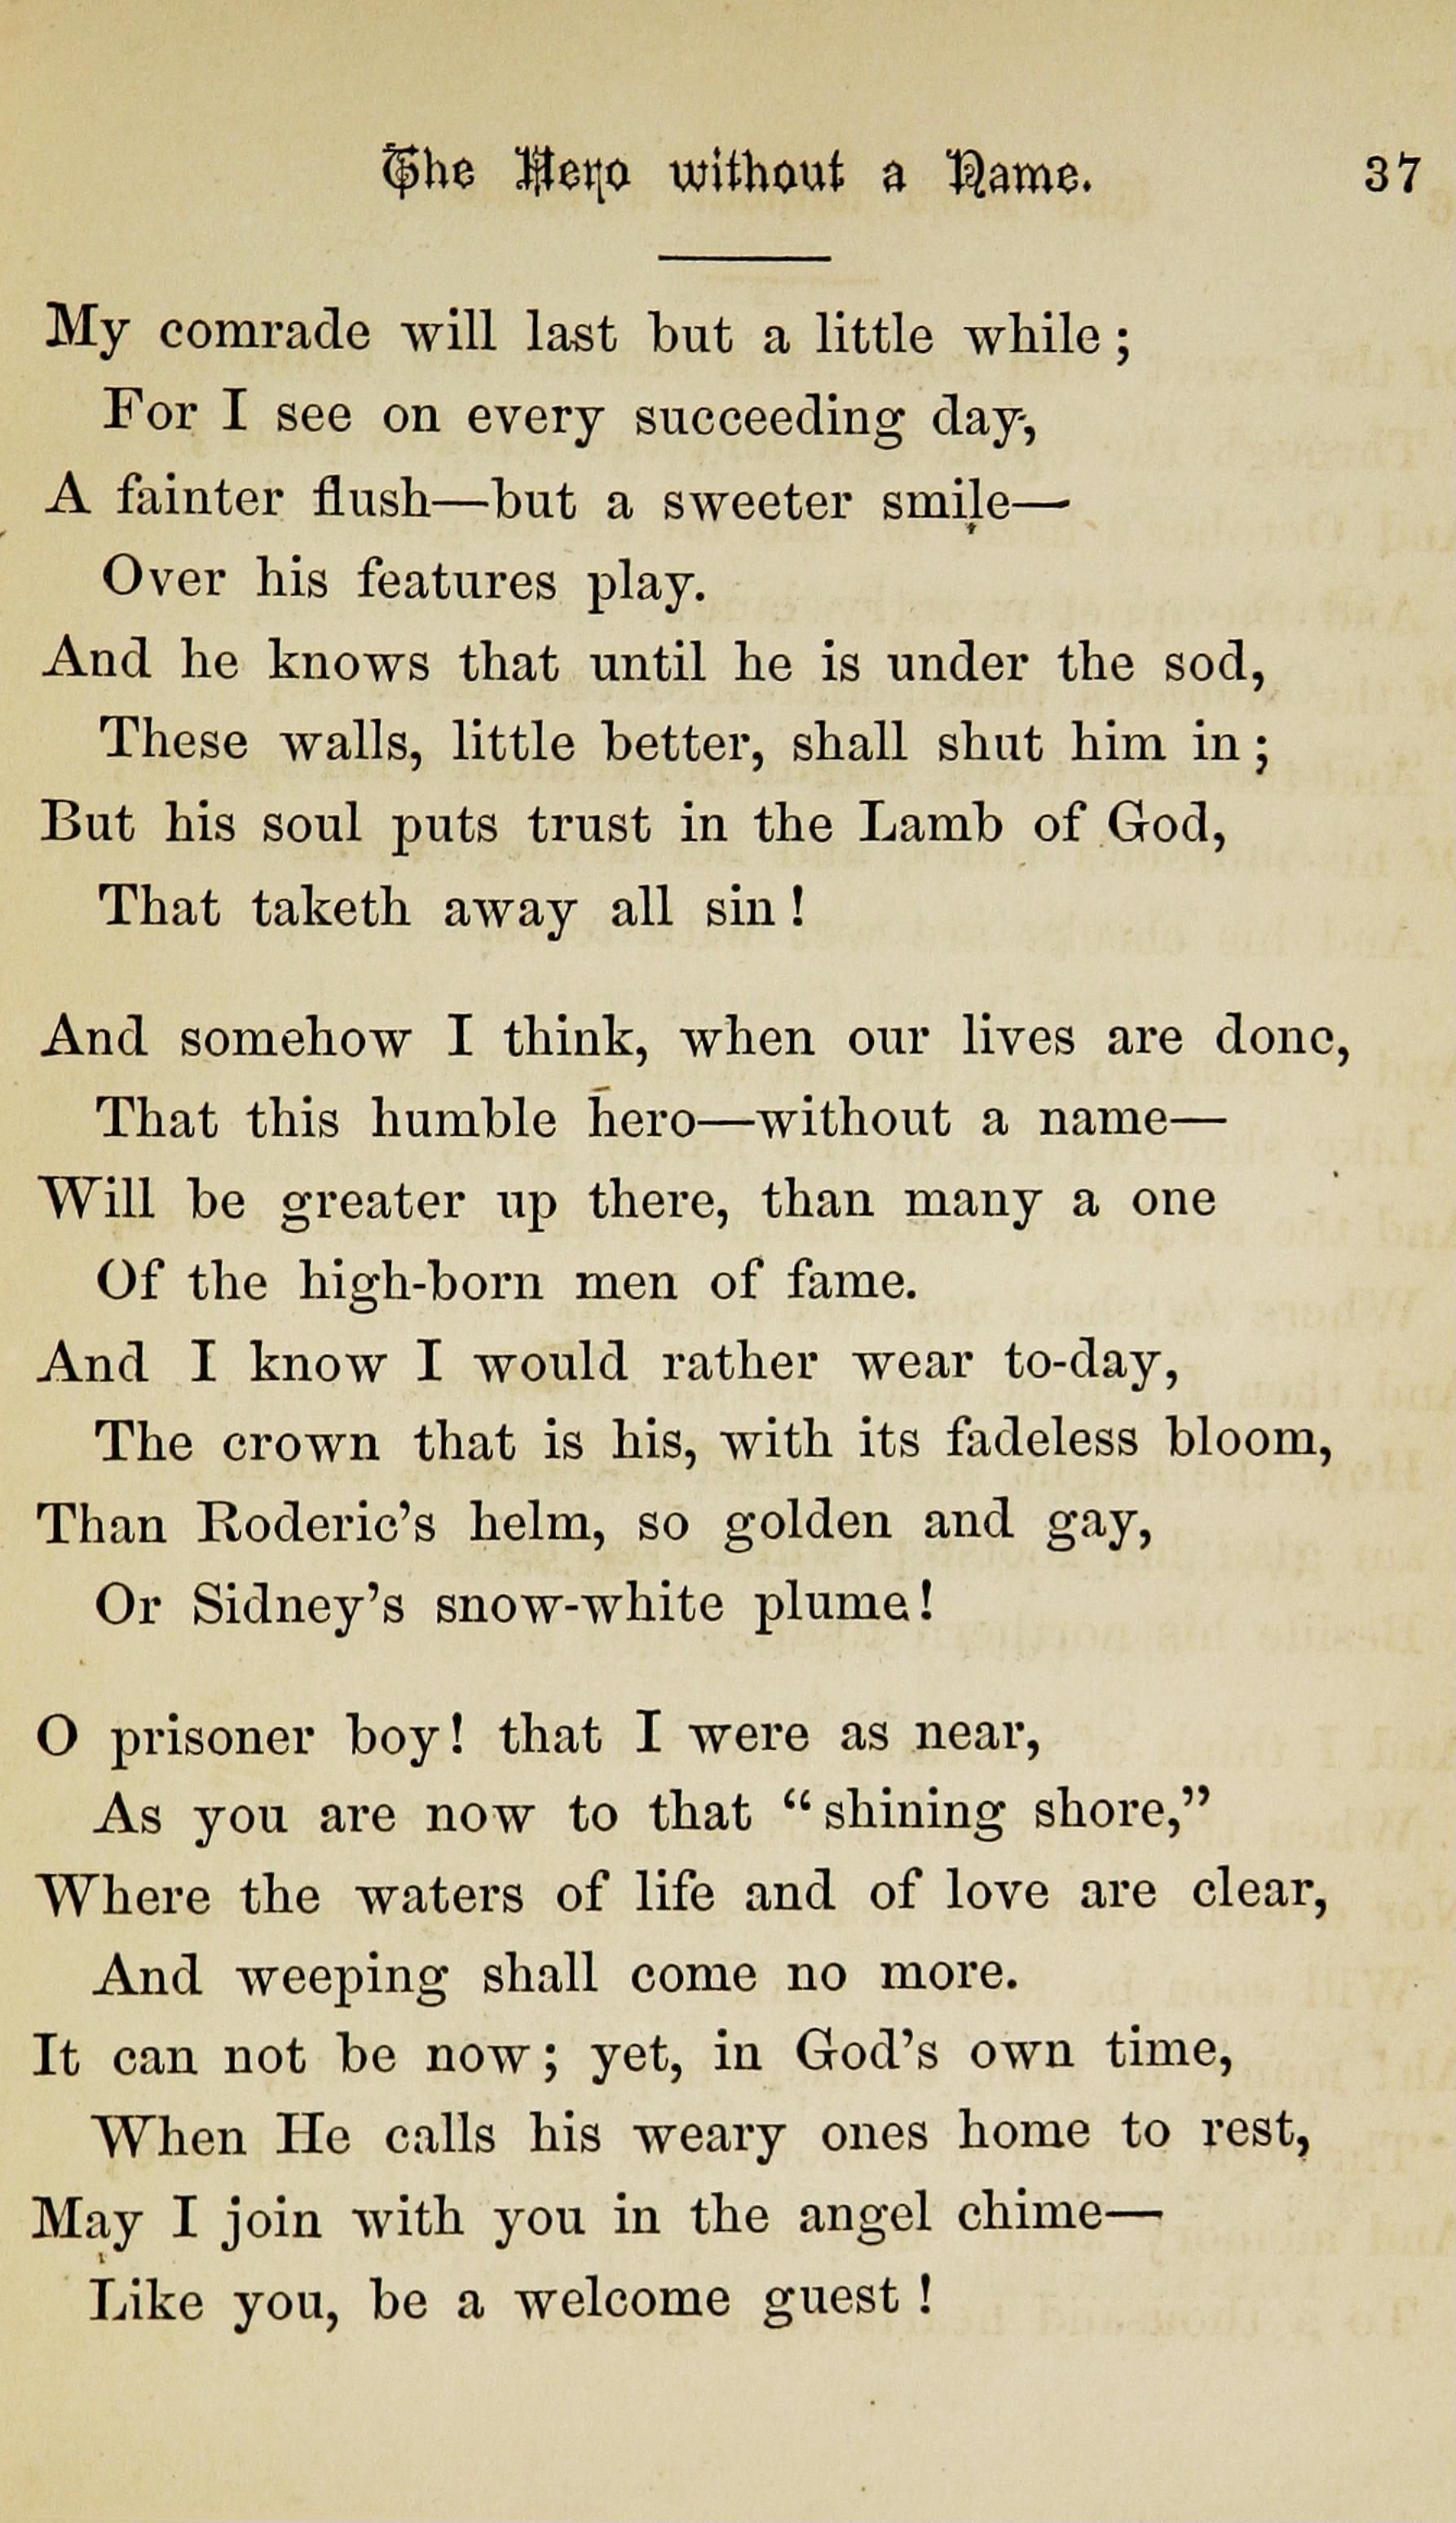 The Hero without a Name. 37
My comrade will last but a little while ;
For I see on every succeeding day,
A fainter flush—but a sweeter smile—
Over his features play.
And he knows that until he is under the sod,
These walls, little better, shall shut him in ;
But his soul puts trust in the Lamb of God,
That taketh away all sin !
And somehow I think, when our lives are done,
That this humble hero—without a name—
Will be greater up there, than many a one
Of the high-born men of fame.
And I know I would rather wear to-day,
The crown that is his, with its fadeless bloom,
Than Roderic’s helm, so golden and gay,
Or Sidney’s snow-white plume !
O prisoner boy ! that I were as near,
As you are now to that “ shining shore,”
Where the waters of life and of love are clear,
And weeping shall come no more.
It can not be now ; yet, in God’s own time,
When He calls his weary ones home to rest,
May I join with you in the angel chime—
Like you, be a welcome guest !